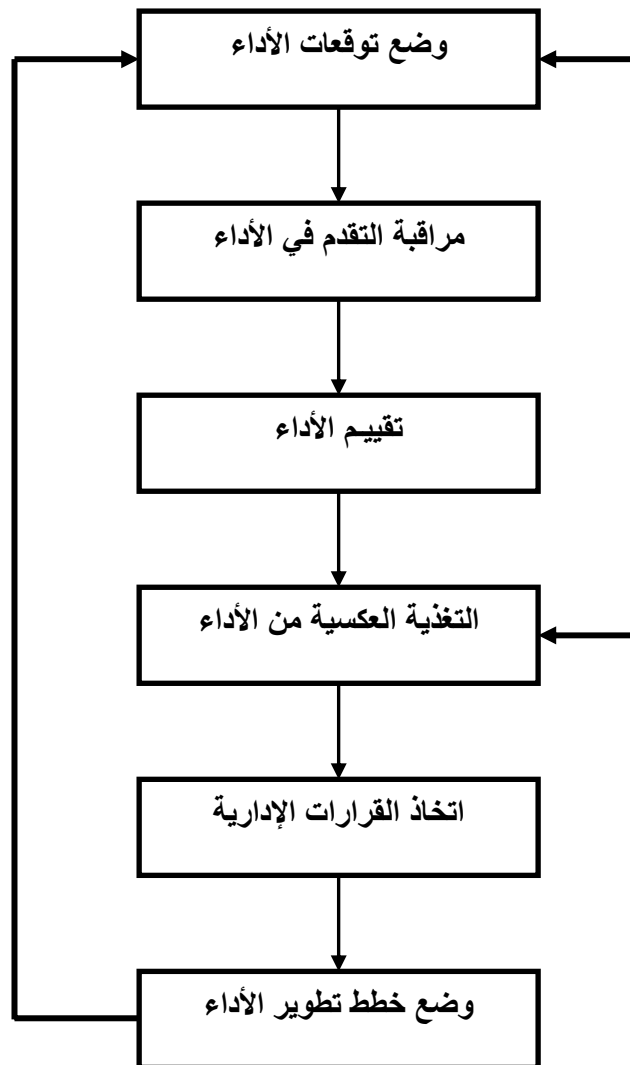 وضع توقعات الأداء
مراقبة التقدم في الأداء
تقييـم الأداء
التغذية العكسية من الأداء
اتخاذ القرارات الإدارية
وضع خطط تطوير الأداء